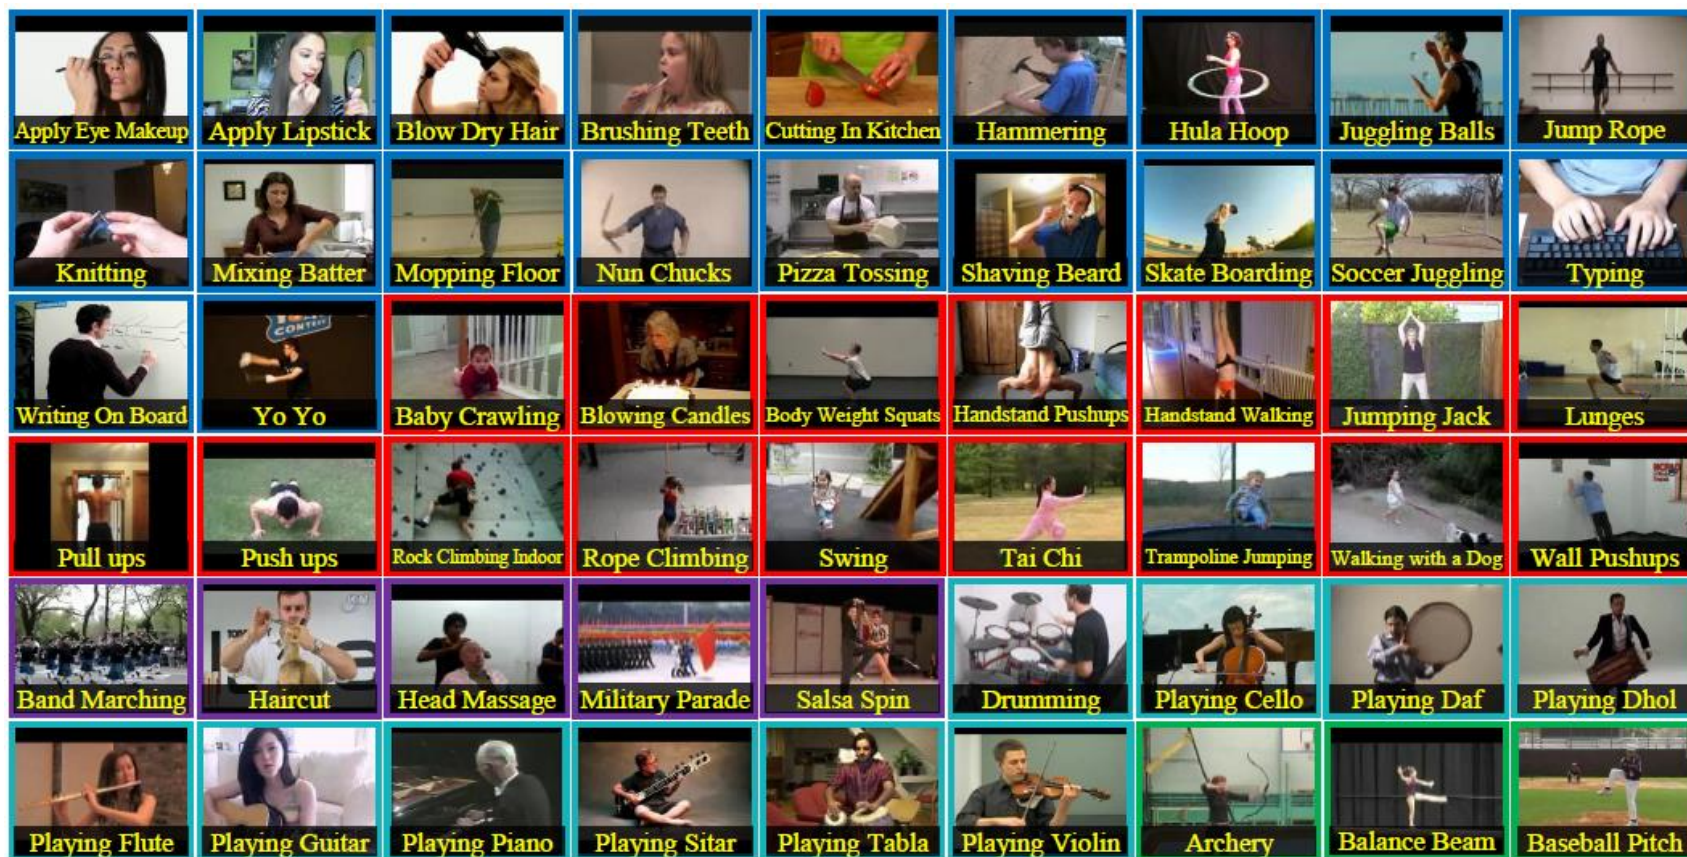 Apply Eye Makeup
Apply Lipstick
Blow Dry Hair
Brushing Teeth
Cutting In Kitchen
Hammering
Hula Hoop
Juggling Balls
Jump Rope
Knitting
Mixing Batter
Mopping Floor
Nun Chucks
Pizza Tossing
Shaving Beard
Skate Boarding
Soccer Juggling
Typing
CONTEST
Writing On Board
Yo Yo
Baby Crawling
Blowing Candles
Body Weight Squats
Handstand Pushups
Handstand Walking
Jumping Jack
Lunges
Pull ups
Push ups
Rock Climbing Indoor
Rope Climbing
Swing
Tai Chi
Trampoline Jumping
Walking with a Dog
Wall Pushups
Band Marching
Haircut
Head Massage
Military Parade
Salsa Spin
Drumming
Playing Cello
Playing Daf
Playing Dhol
Playing Flute
Playing Guitar
Playing Piano
Playing Sitar
Playing Tabla
Playing Violin
Archery
Balance Beam
Baseball Pitch